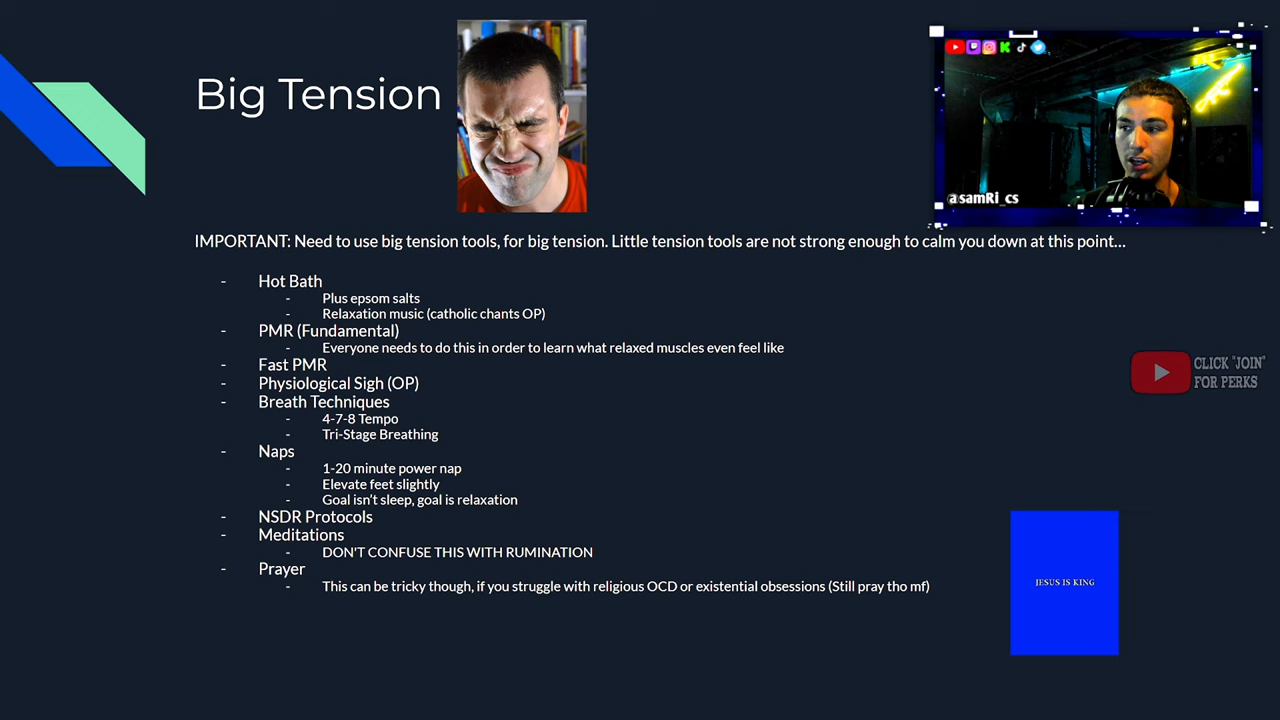 Big Tension
@samRi_cs
IMPORTANT: Need to use big tension tools, for big tension. Little tension tools are not strong enough to calm you down at this point...
- Hot Bath
- Plus epsom salts
- Relaxation music (catholic chants OP)
- PMR (Fundamental)
- Everyone needs to do this in order to learn what relaxed muscles even feel like
- Fast PMR
- Physiological Sigh (OP)
- Breath Techniques
- 4-7-8 Tempo
- Tri-Stage Breathing
- Naps
- 1-20 minute power nap
- Elevate feet slightly
- Goal isn't sleep, goal is relaxation
- NSDR Protocols
- Meditations
- DON'T CONFUSE THIS WITH RUMINATION
- Prayer
- This can be tricky though, if you struggle with religious OCD or existential obsessions (Still pray tho mf)
CLICK "JOIN"
FOR PERKS
JESUS IS KING